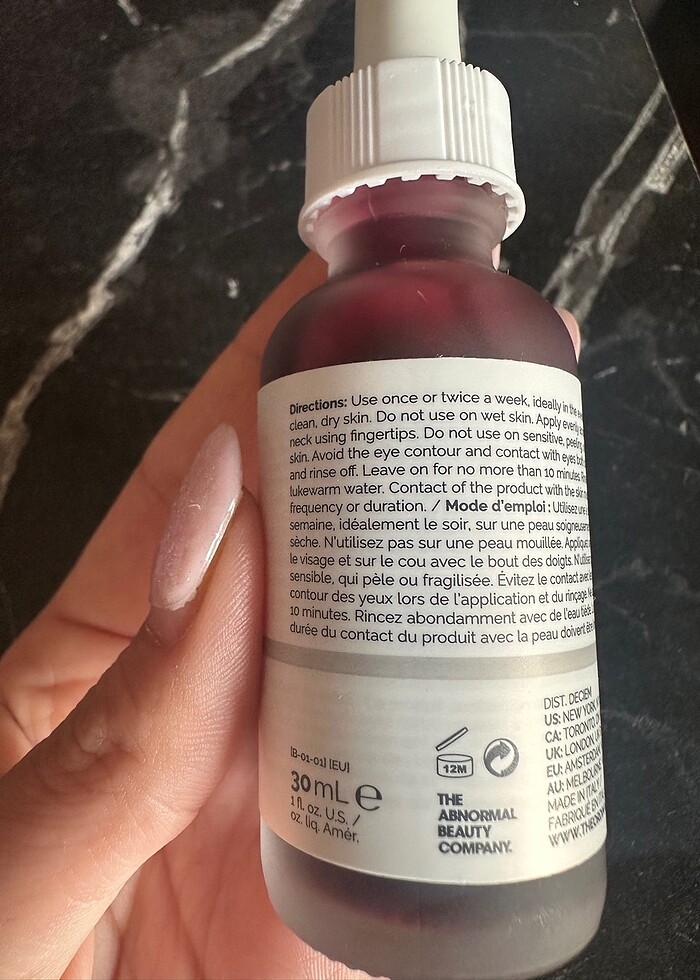 Directions: Use once or twice a week, ideally in the
clean, dry skin. Do not use on wet skin. Apply evenly
neck using fingertips. Do not use on sensitive, peeling
skin. Avoid the eye contour and contact with eyes
and rinse off. Leave on for no more than 10 minutes.
lukewarm water. Contact of the product with the skin
frequency or duration. / Mode d'emploi : Utilisez une
semaine, idéalement le soir, sur une peau
sèche. N'utilisez pas sur une peau mouillée. Appliquez
le visage et sur le cou avec le bout des doigts.
sensible, qui pèle ou fragilisée. Évitez le contact avec
contour des yeux lors de l'application et du rinçage.
10 minutes. Rincez abondamment avec de l'eau tiède.
durée du contact du produit avec la peau doivent
[B-01-01] [EU]
30 mL e
1 fl. oz. U.S. /
oz. liq. Amér.
12M
THE
ABNORMAL
BEAUTY
COMPANY.
DIST. DECIEM
US: NEW YORK
CA: TORONTO,
UK: LONDON,
EU: AMSTERDAM
AU: MELBOURNE
MADE IN ITALY
FABRIQUÉ EN